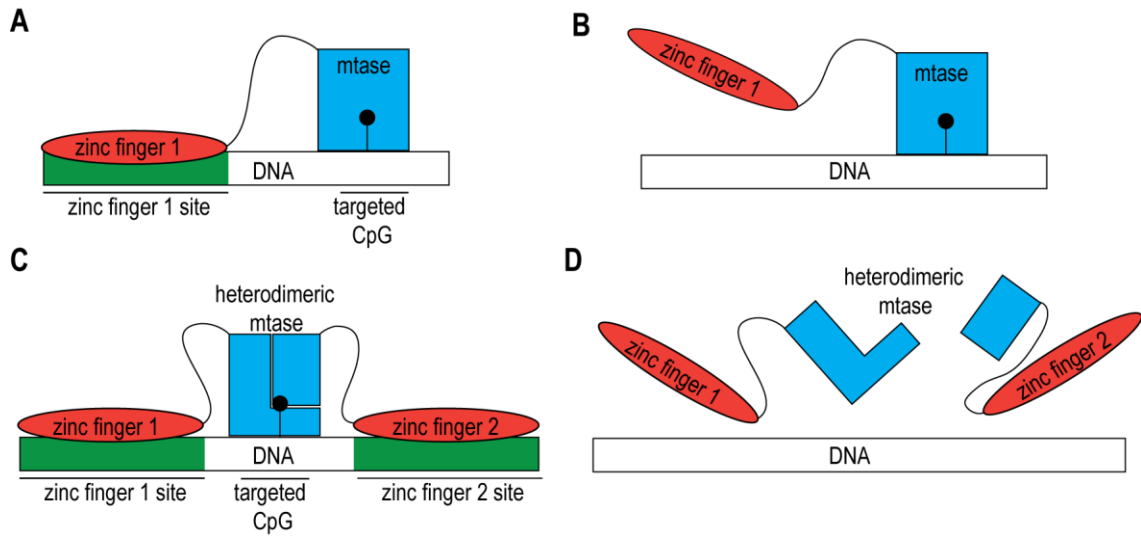 A
mtase
zinc finger 1
DNA
zinc finger 1 site
targeted
CpG
B
zinc finger 1
mtase
DNA
C
heterodimeric
mtase
zinc finger 1
zinc finger 2
DNA
zinc finger 1 site
targeted
CpG
zinc finger 2 site
D
heterodimeric
mtase
zinc finger 1
zinc finger 2
DNA